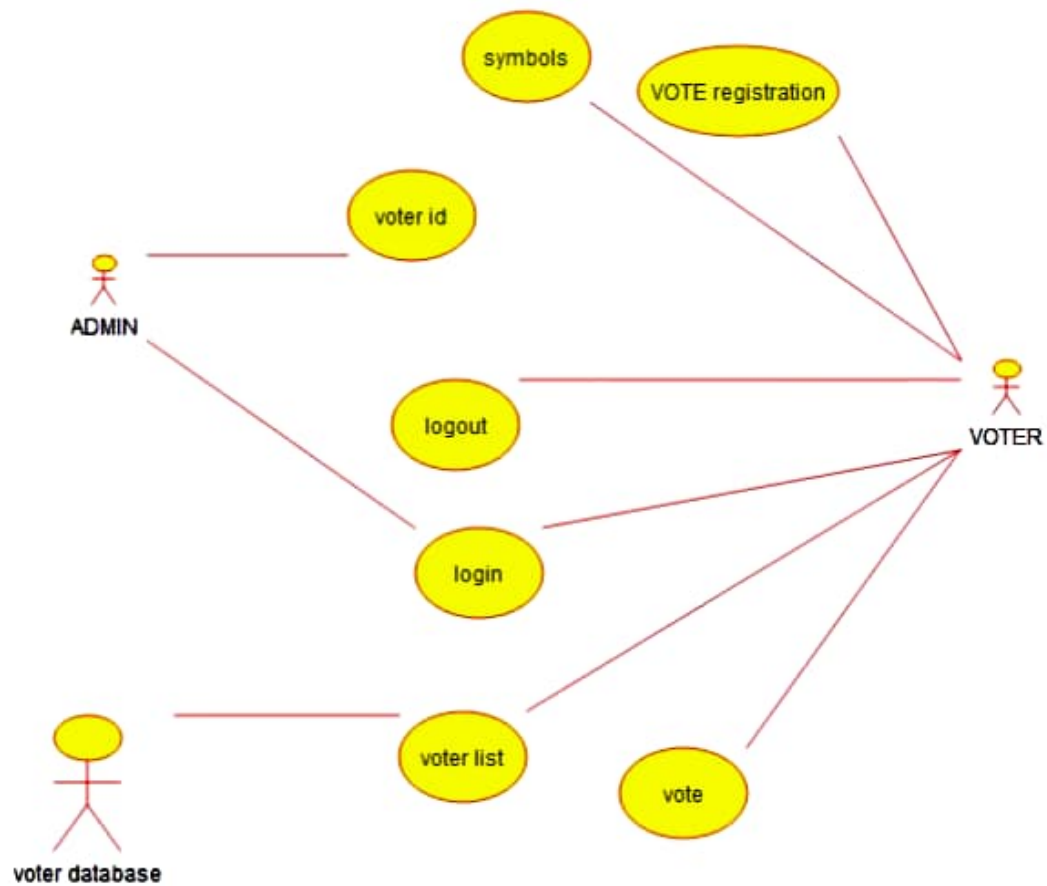 symbols
VOTE registration
voter id
ADMIN
logout
VOTER
login
voter list
vote
voter database